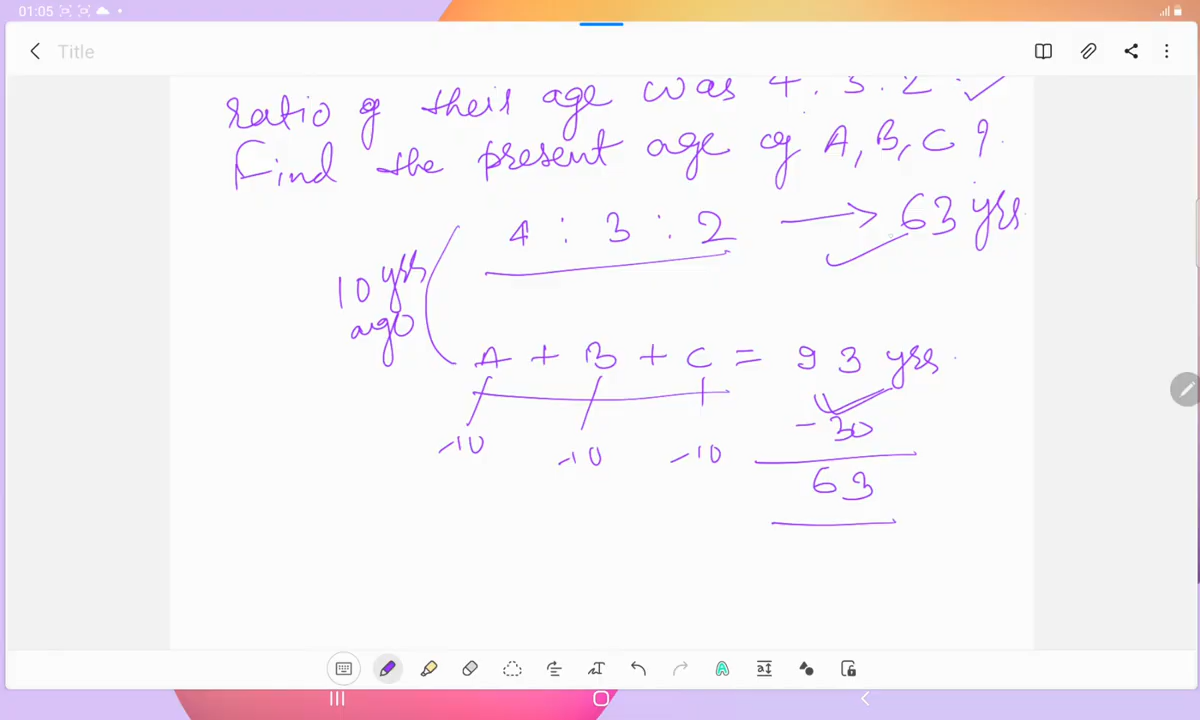 01:05
Title
ratio of their age was 4 : 3 : 2 :
Find the present age of A, B, C ?
4 : 3 : 2 → 63 yrs
10 yrs
ago
A + B + C = 93 yrs
-10 -10 -10 - 30
63